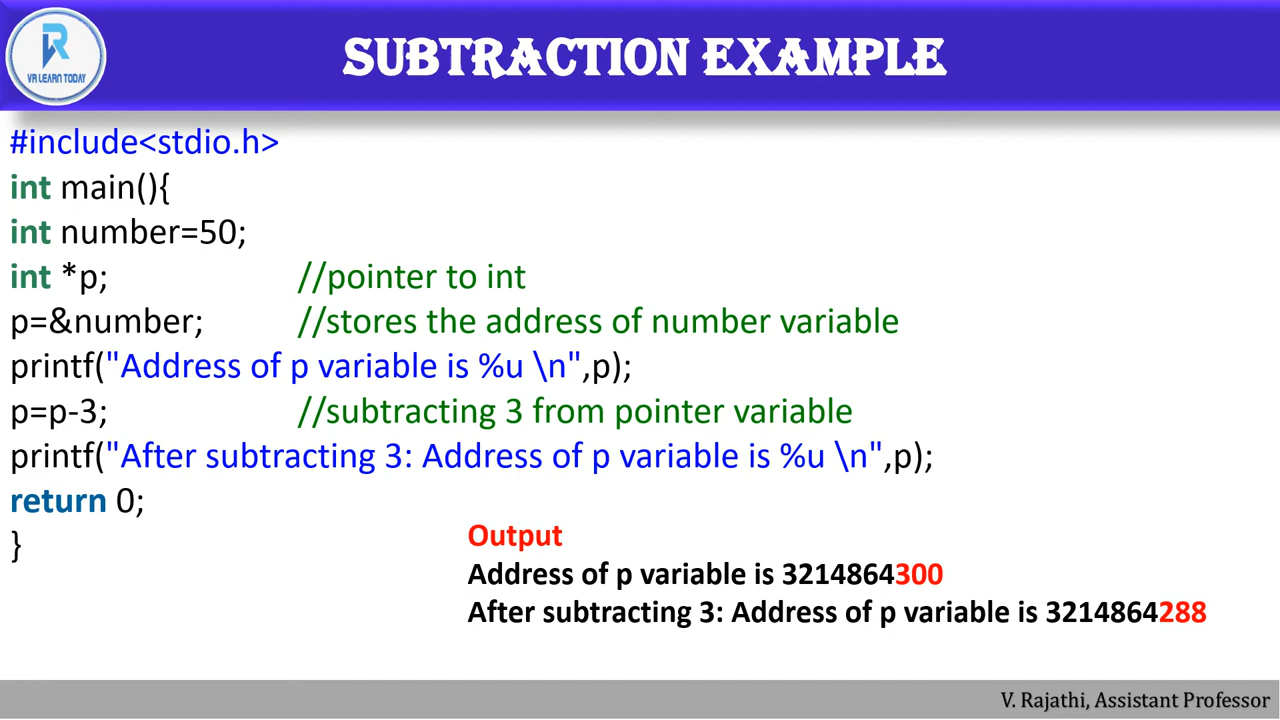 VR LEARN TODAY
SUBTRACTION EXAMPLE
#include<stdio.h>
int main(){
int number=50;
int *p; //pointer to int
p=&number; //stores the address of number variable
printf("Address of p variable is %u \n",p);
p=p-3; //subtracting 3 from pointer variable
printf("After subtracting 3: Address of p variable is %u \n",p);
return 0;
}
Output
Address of p variable is 3214864300
After subtracting 3: Address of p variable is 3214864288
V. Rajathi, Assistant Professor